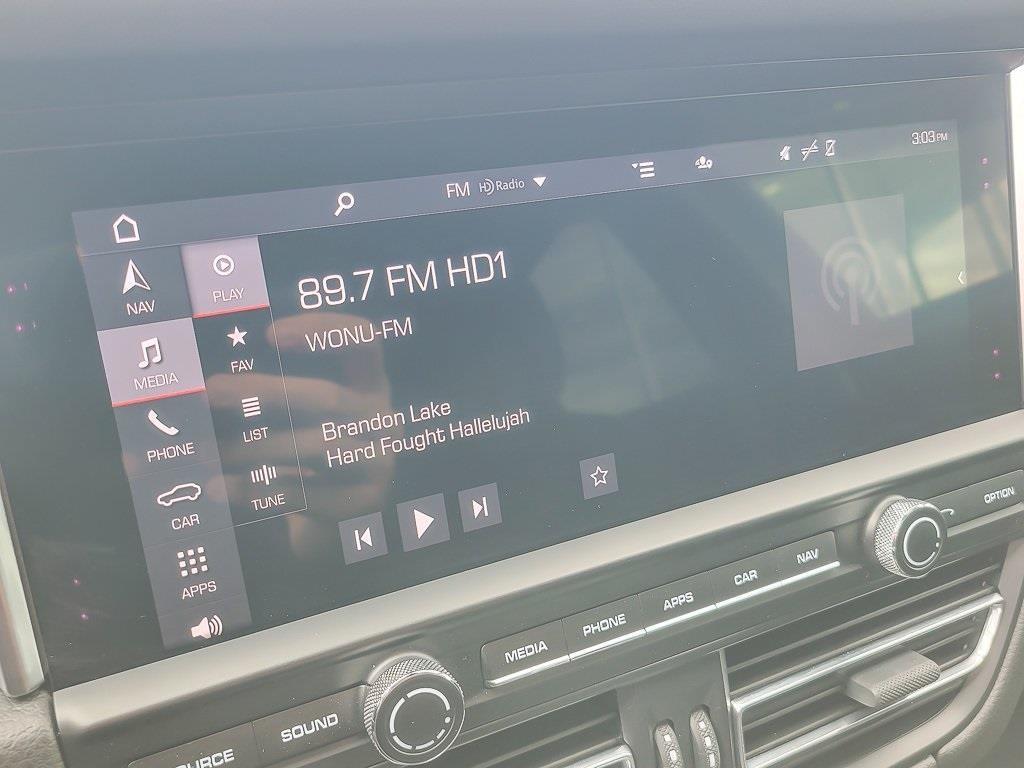 FM HD Radio
3:03 PM
NAV
PLAY
MEDIA
FAV
PHONE
LIST
CAR
TUNE
APPS
89.7 FM HD1
WONU-FM
Brandon Lake
Hard Fought Hallelujah
SOUND
MEDIA
PHONE
APPS
CAR
NAV
OPTION